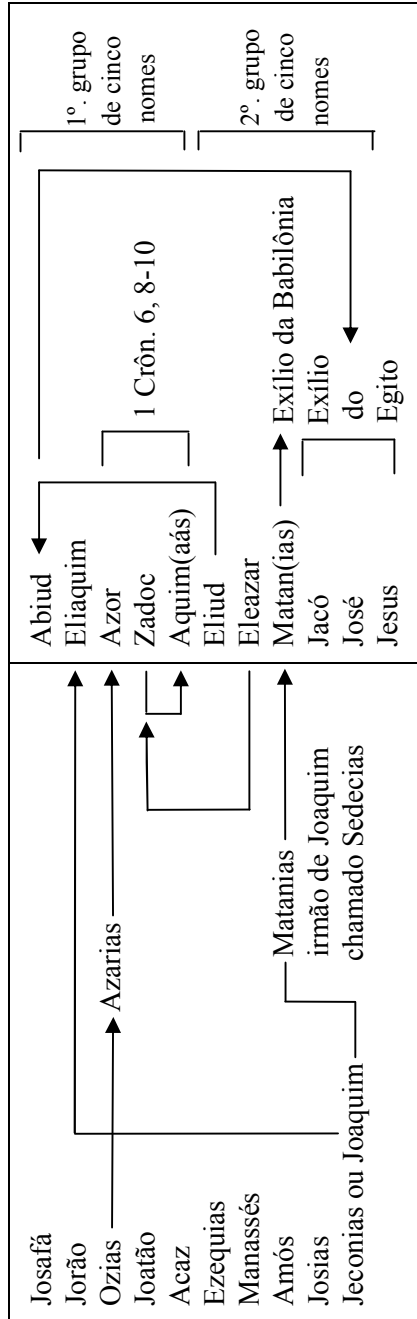 Josafá
Jorão
Ozias
Azarias
Joatão
Acaz
Ezequias
Manassés
Amós
Matanias
Josias
irmão de Joaquim
Jeconias ou Joaquim
chamado Sedecias
Abiud
Eliaquim
Azor
Zadoc
Aquim(aás)
Eliud
Eleazar
Matan(ias)
Jacó
José
Jesus
1 Crôn. 6, 8-10
Exílio da Babilônia
Exílio
do
Egito
1º. grupo
de cinco
nomes
2º. grupo
de cinco
nomes